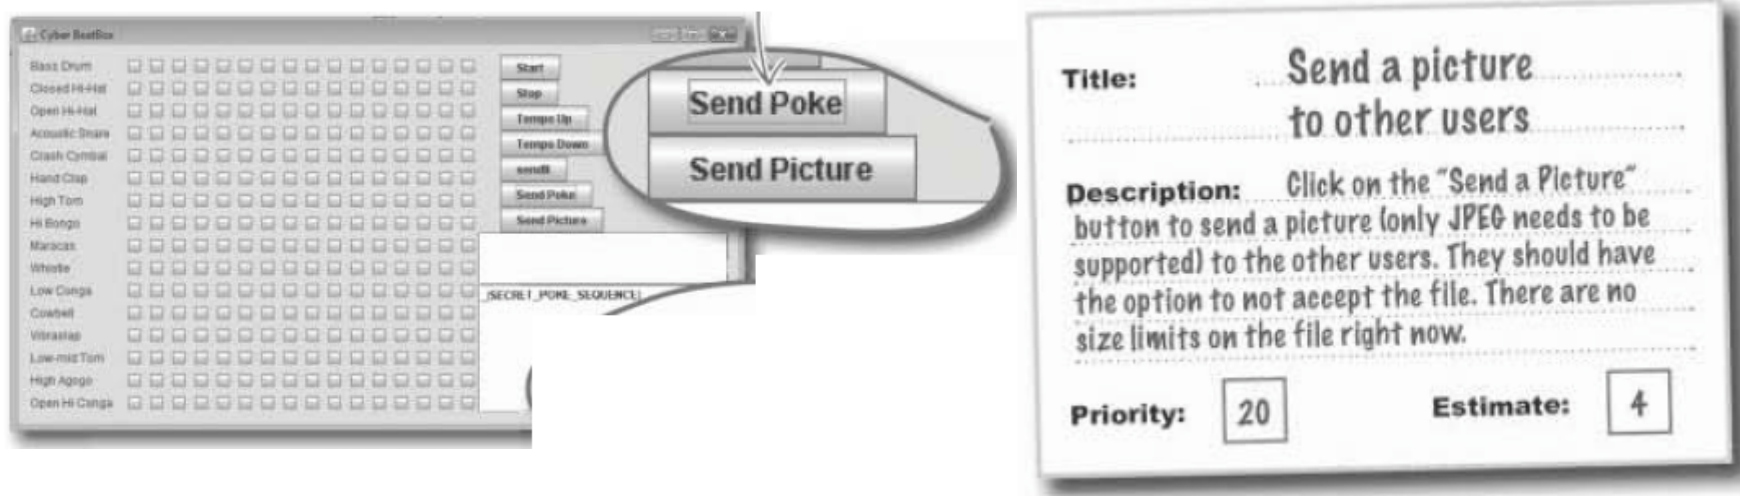 Cyber BeatBox
Bass Drum
Closed Hi-Hat
Open Hi-Hat
Acoustic Snare
Crash Cymbal
Hand Clap
High Tom
Hi Bongo
Maracas
Whistle
Low Conga
Cowbell
Vibraslap
Low-mid Tom
High Agogo
Open Hi Conga
Start
Stop
Tempo Up
Tempo Down
sendIt
Send Poke
Send Picture
SECRET_POKE_SEQUENCE
Send Poke
Send Picture
Title: Send a picture
to other users
Description: Click on the "Send a Picture"
button to send a picture (only JPEG needs to be
supported) to the other users. They should have
the option to not accept the file. There are no
size limits on the file right now.
Priority: 20 Estimate: 4